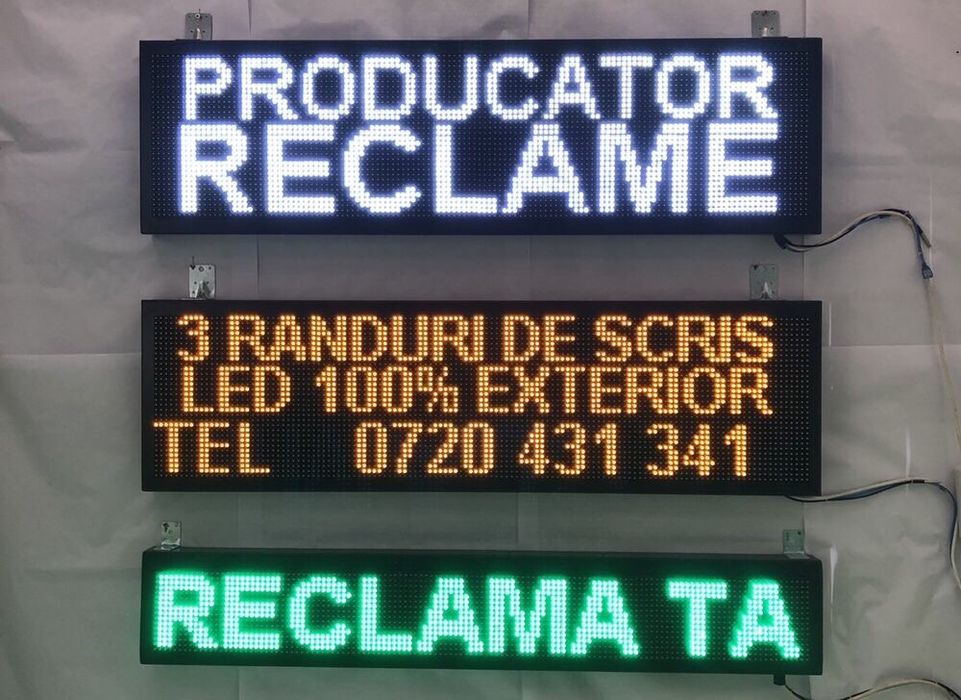 PRODUCATOR
RECLAME
3 RANDURI DE SCRIS
LED 100% EXTERIOR
TEL 0720 431 341
RECLAMA TA